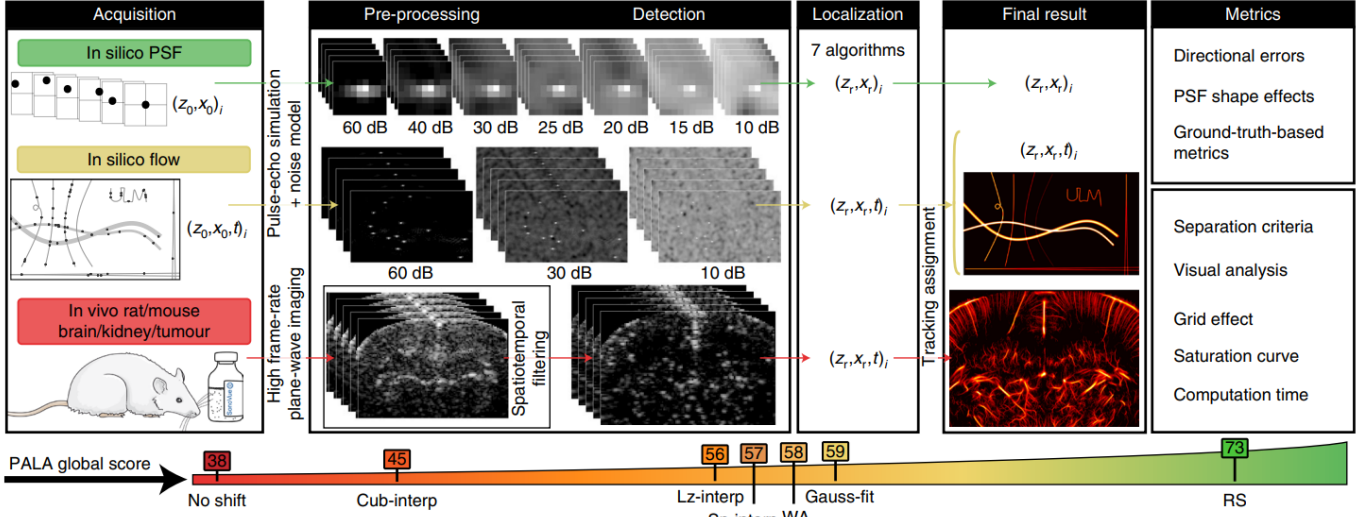 Acquisition
Pre-processing
Detection
Localization
Final result
Metrics
In silico PSF
(z₀,x₀)ᵢ
In silico flow
ULM
(z₀,x₀,t)ᵢ
In vivo rat/mouse
brain/kidney/tumour
SonoVue
Pulse-echo simulation
+ noise model
High frame-rate
plane-wave imaging
60 dB
40 dB
30 dB
25 dB
20 dB
15 dB
10 dB
60 dB
30 dB
10 dB
Spatiotemporal
filtering
7 algorithms
(zᵣ,xᵣ)ᵢ
(zᵣ,xᵣ,t)ᵢ
(zᵣ,xᵣ,t)ᵢ
Tracking assignment
(zᵣ,xᵣ)ᵢ
(zᵣ,xᵣ,t)ᵢ
ULM
Directional errors
PSF shape effects
Ground-truth-based
metrics
Separation criteria
Visual analysis
Grid effect
Saturation curve
Computation time
PALA global score
38
45
56
57
58
59
73
No shift
Cub-interp
Lz-interp
WA
Gauss-fit
RS